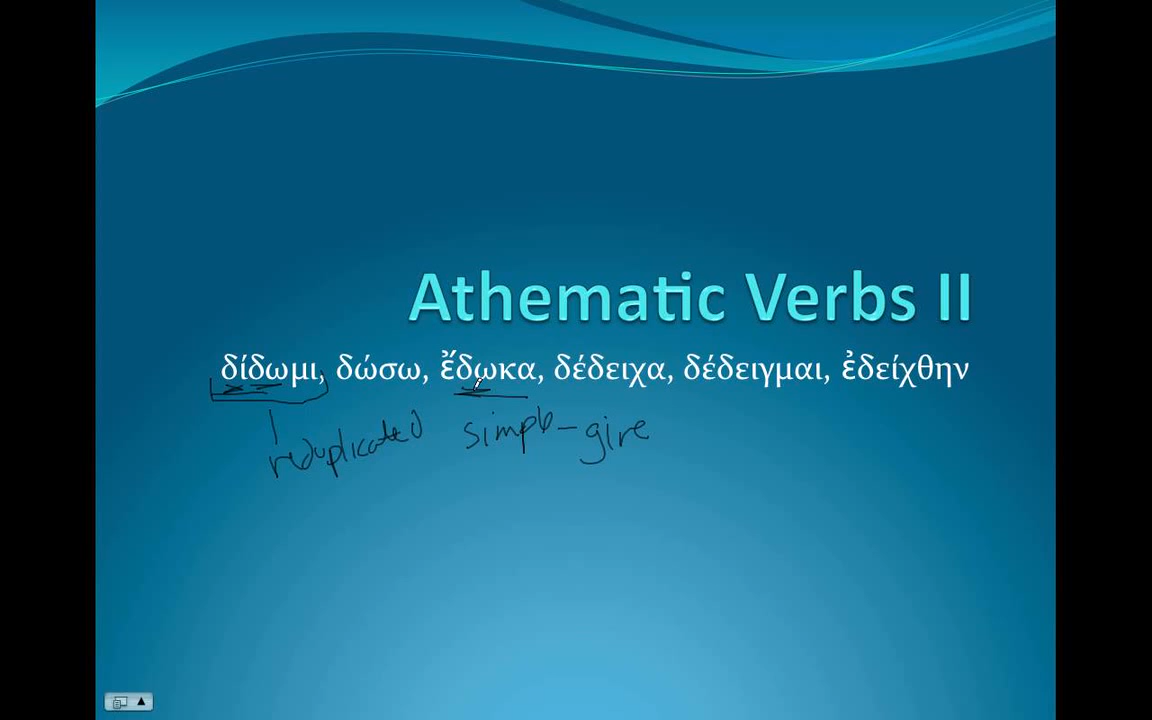 Athematic Verbs II
δίδωμι, δώσω, ἔδωκα, δέδειχα, δέδειγμαι, ἐδείχθην
reduplicated simple – give